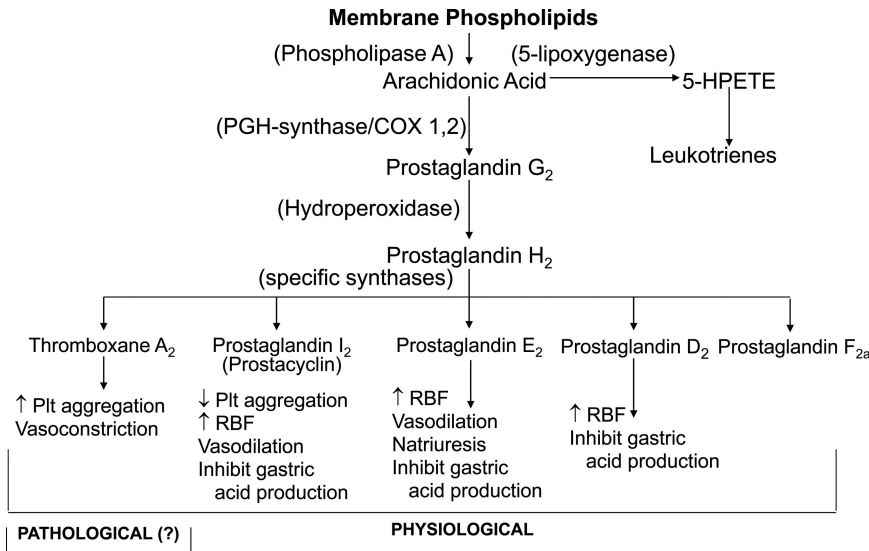 Membrane Phospholipids
(Phospholipase A)
(5-lipoxygenase)
Arachidonic Acid
5-HPETE
(PGH-synthase/COX 1,2)
Leukotrienes
Prostaglandin G₂
(Hydroperoxidase)
Prostaglandin H₂
(specific synthases)
Thromboxane A₂
↑ Plt aggregation
Vasoconstriction
Prostaglandin I₂
(Prostacyclin)
↓ Plt aggregation
↑ RBF
Vasodilation
Inhibit gastric
acid production
Prostaglandin E₂
↑ RBF
Vasodilation
Natriuresis
Inhibit gastric
acid production
Prostaglandin D₂
↑ RBF
Inhibit gastric
acid production
Prostaglandin F₂a
PATHOLOGICAL (?)
PHYSIOLOGICAL